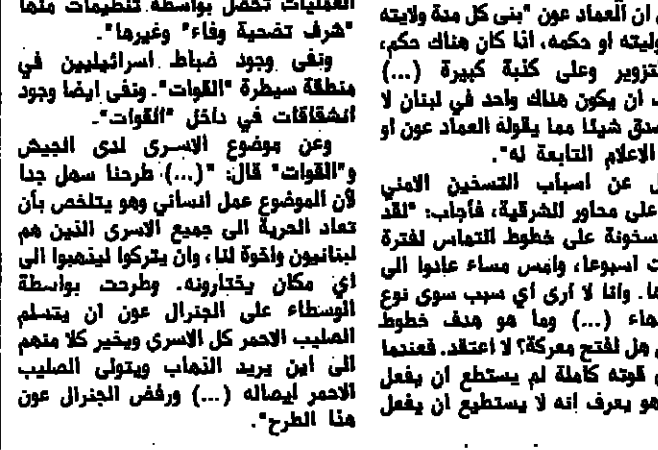 ان العماد عون "بنى كل مدة ولايته
وليته او حكمه، اذا كان هناك حكم،
تزوير وعلى كذبة كبيرة (...)
ان يكون هناك واحد في لبنان لا
صدق شيئا مما يقوله العماد عون او
الاعلام التابعة له".
ل عن اسباب التسخين الامني
على محاور الشرقية، فأجاب: "لقد
سخونة على خطوط التماس لفترة
ت اسبوعا، وامس مساء عادوا الى
ها. وانا لا ارى أي سبب سوى نوع
هاء (...) وما هو هدف خطوط
هل لفتح معركة؟ لا اعتقد. فعندما
قوته كاملة لم يستطع ان يفعل
هو يعرف انه لا يستطيع ان يفعل
العمليات تحصل بواسطة تنظيمات منها
"شرف تضحية وفاء" وغيرها".
ونفى وجود ضباط اسرائيليين في
منطقة سيطرة "القوات". ونفى ايضا وجود
انشقاقات في داخل "القوات".
وعن موضوع الاسرى لدى الجيش
و"القوات" قال: "(...) طرحنا سهل جدا
لأن الموضوع عمل انساني وهو يتلخص بأن
تعاد الحرية الى جميع الاسرى الذين هم
لبنانيون واخوة لنا، وان يتركوا ليذهبوا الى
اي مكان يختارونه. وطرحت بواسطة
الوسطاء على الجنرال عون ان يتسلم
الصليب الاحمر كل الاسرى ويخير كلا منهم
الى اين يريد الذهاب ويتولى الصليب
الاحمر ايصاله (...) ورفض الجنرال عون
هذا الطرح".